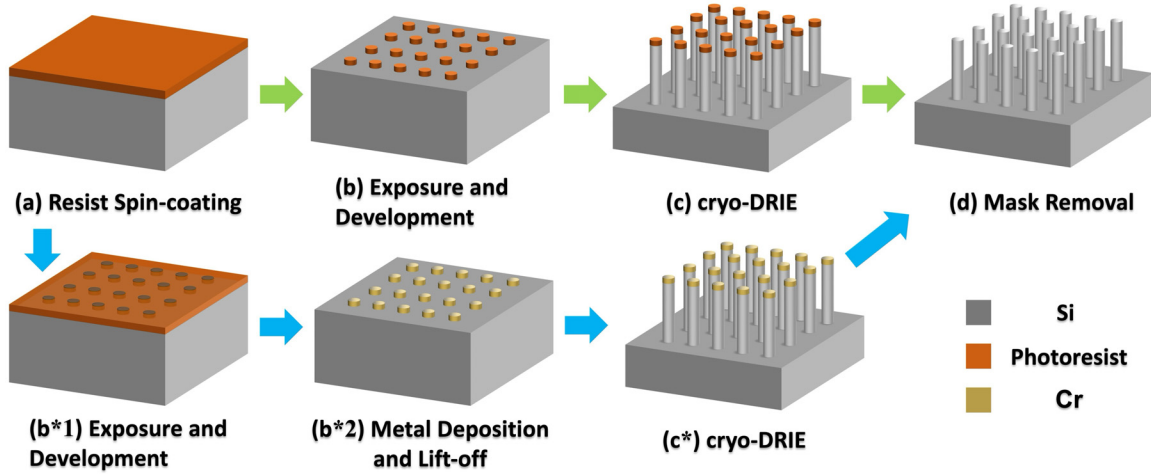 (a) Resist Spin-coating
(b) Exposure and
Development
(c) cryo-DRIE
(d) Mask Removal
(b*1) Exposure and
Development
(b*2) Metal Deposition
and Lift-off
(c*) cryo-DRIE
Si
Photoresist
Cr